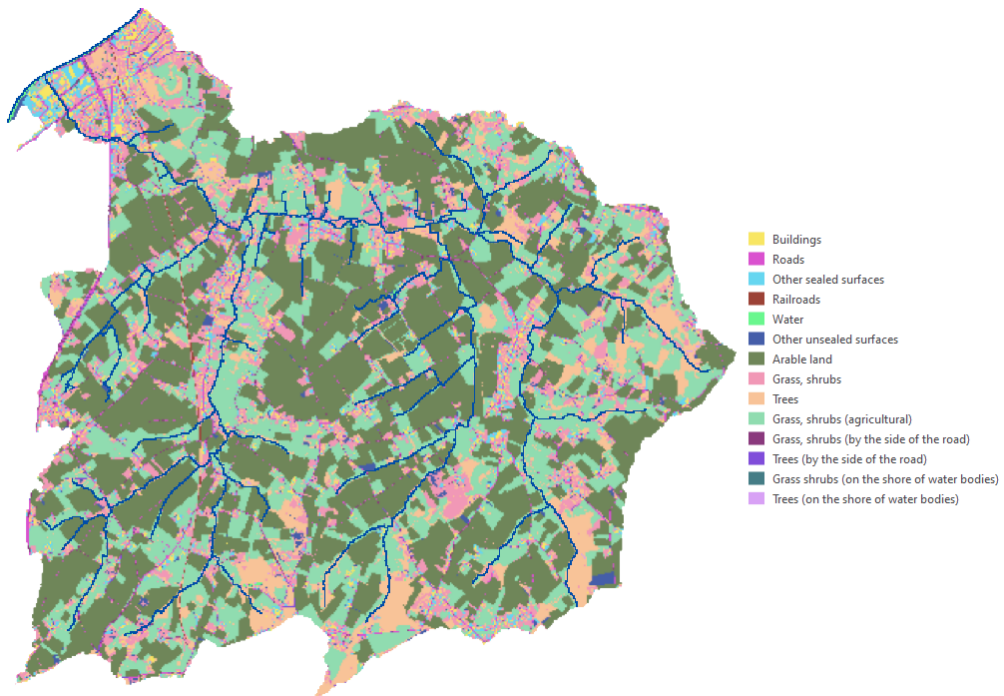 Buildings
Roads
Other sealed surfaces
Railroads
Water
Other unsealed surfaces
Arable land
Grass, shrubs
Trees
Grass, shrubs (agricultural)
Grass, shrubs (by the side of the road)
Trees (by the side of the road)
Grass shrubs (on the shore of water bodies)
Trees (on the shore of water bodies)